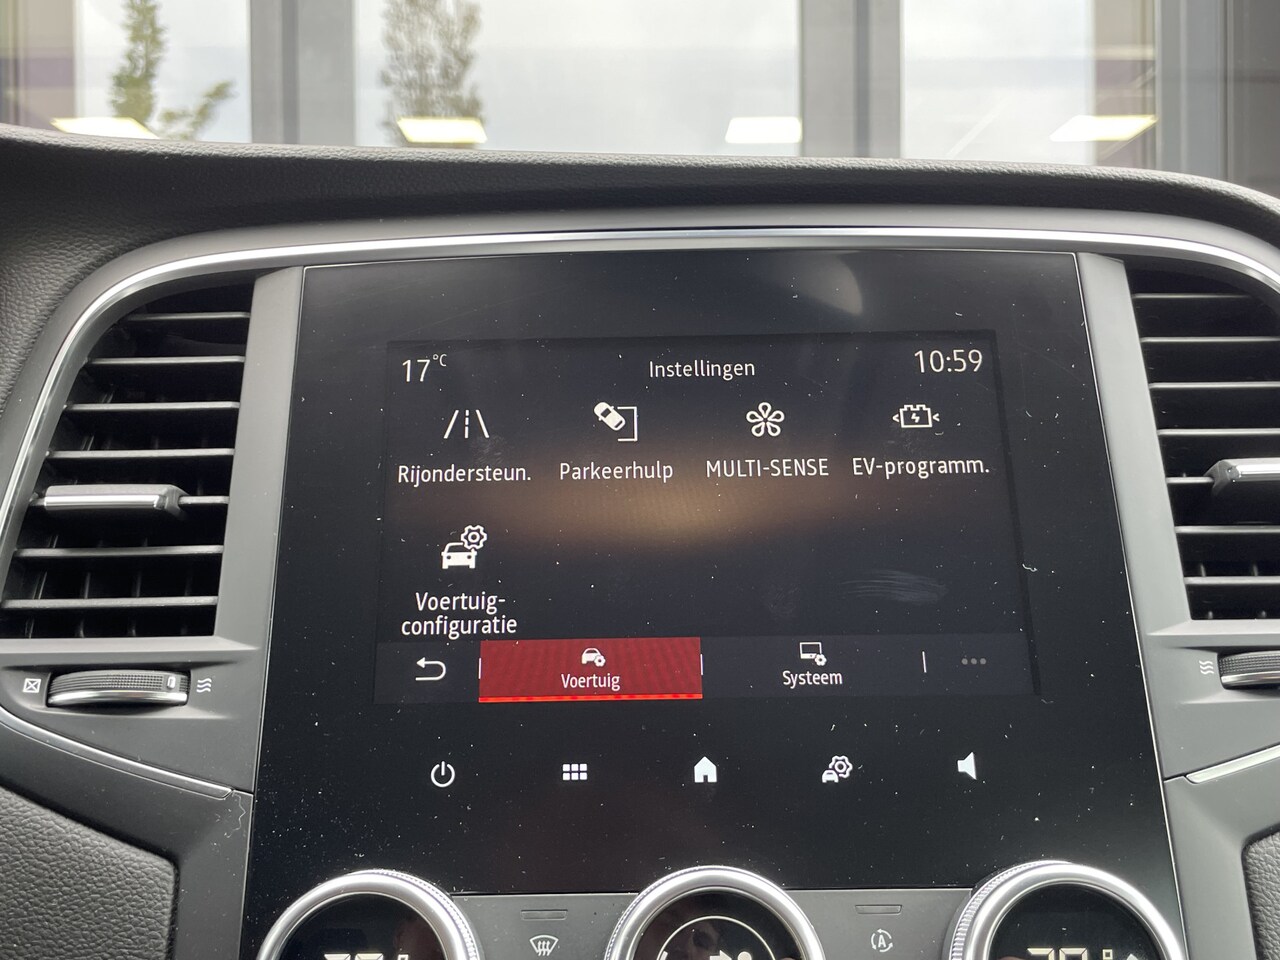 17°C Instellingen 10:59
Rijondersteun. Parkeerhulp MULTI-SENSE EV-programm.
Voertuig-
configuratie
Voertuig Systeem
A